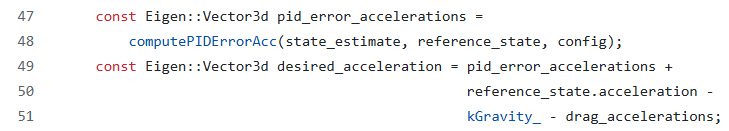 47 const Eigen::Vector3d pid_error_accelerations =
48 computePIDErrorAcc(state_estimate, reference_state, config);
49 const Eigen::Vector3d desired_acceleration = pid_error_accelerations +
50 reference_state.acceleration -
51 kGravity_ - drag_accelerations;